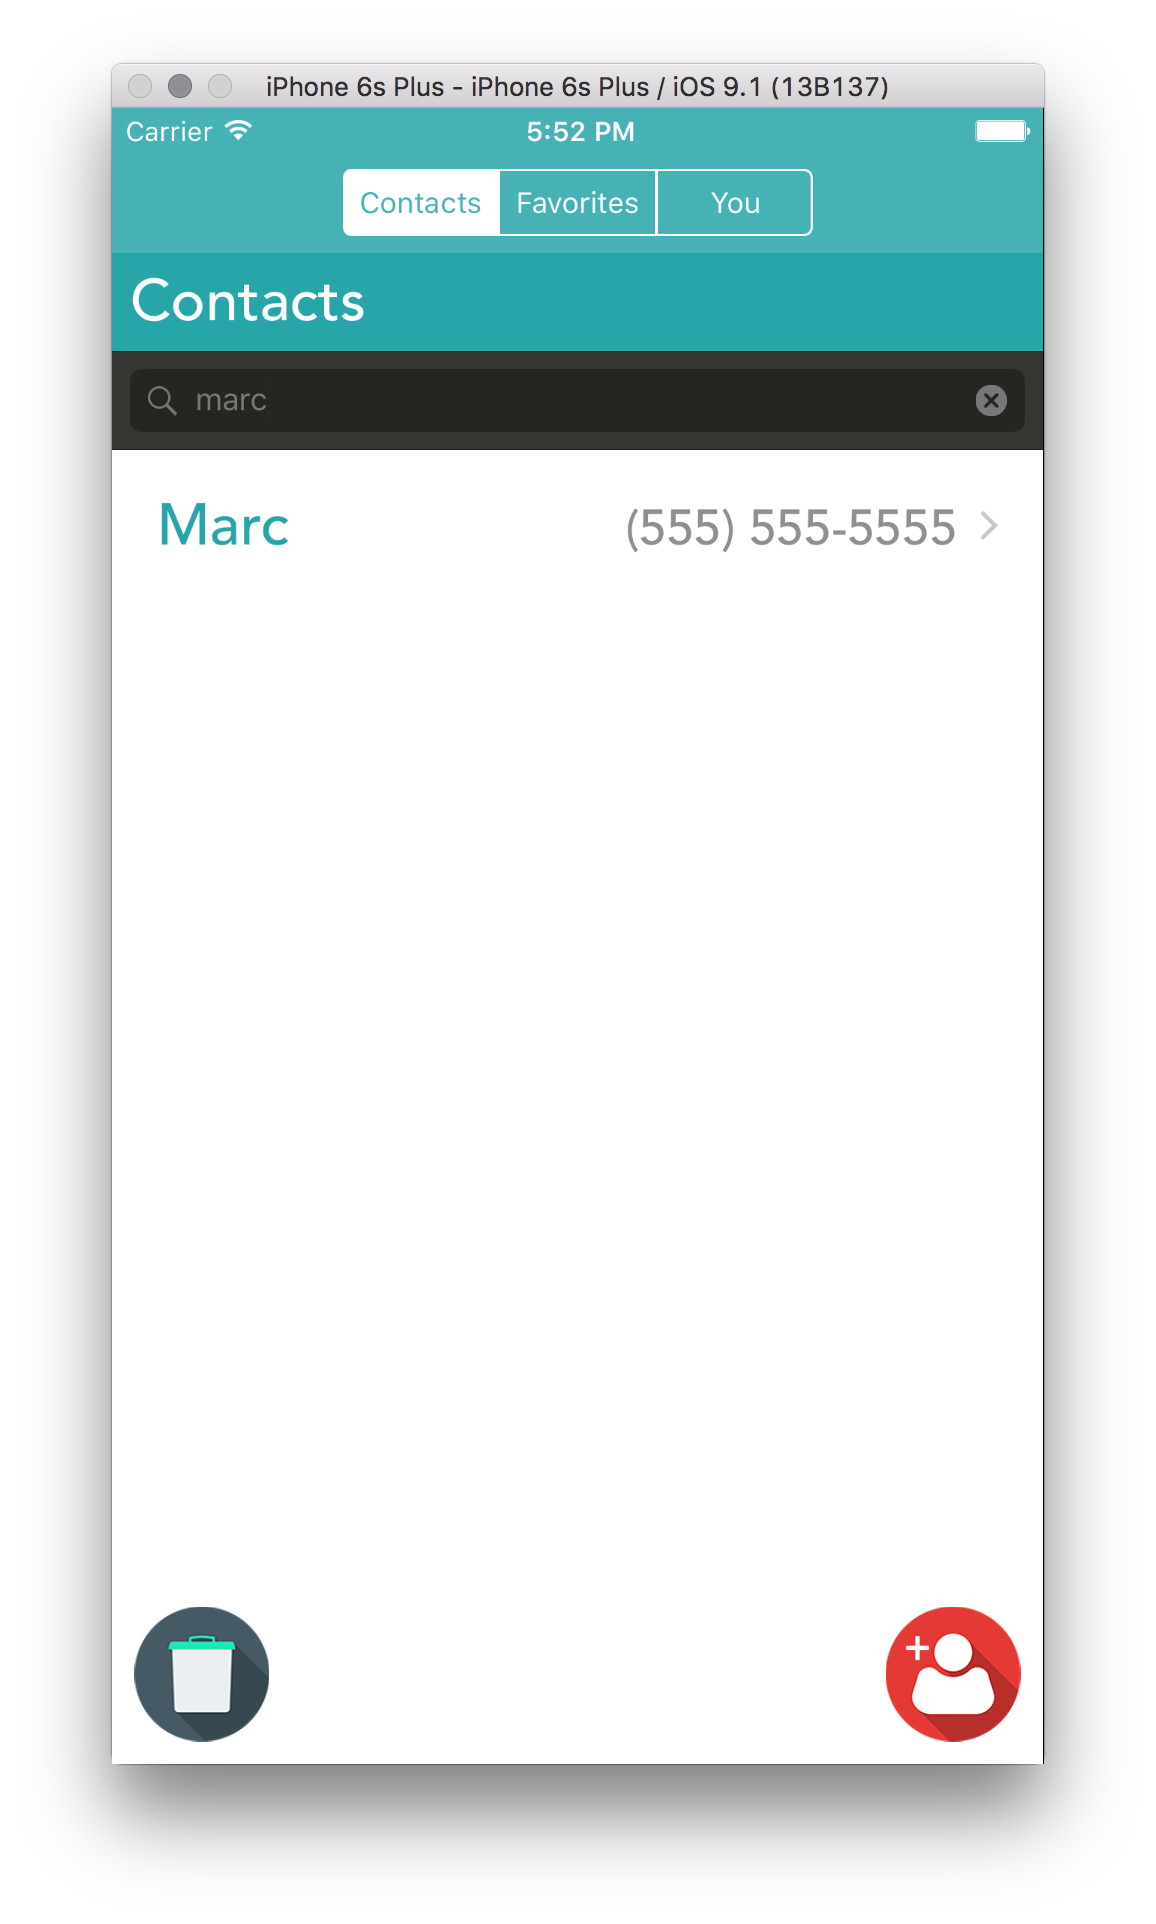 iPhone 6s Plus - iPhone 6s Plus / iOS 9.1 (13B137)
Carrier 5:52 PM
Contacts Favorites You
Contacts
marc
Marc (555) 555-5555